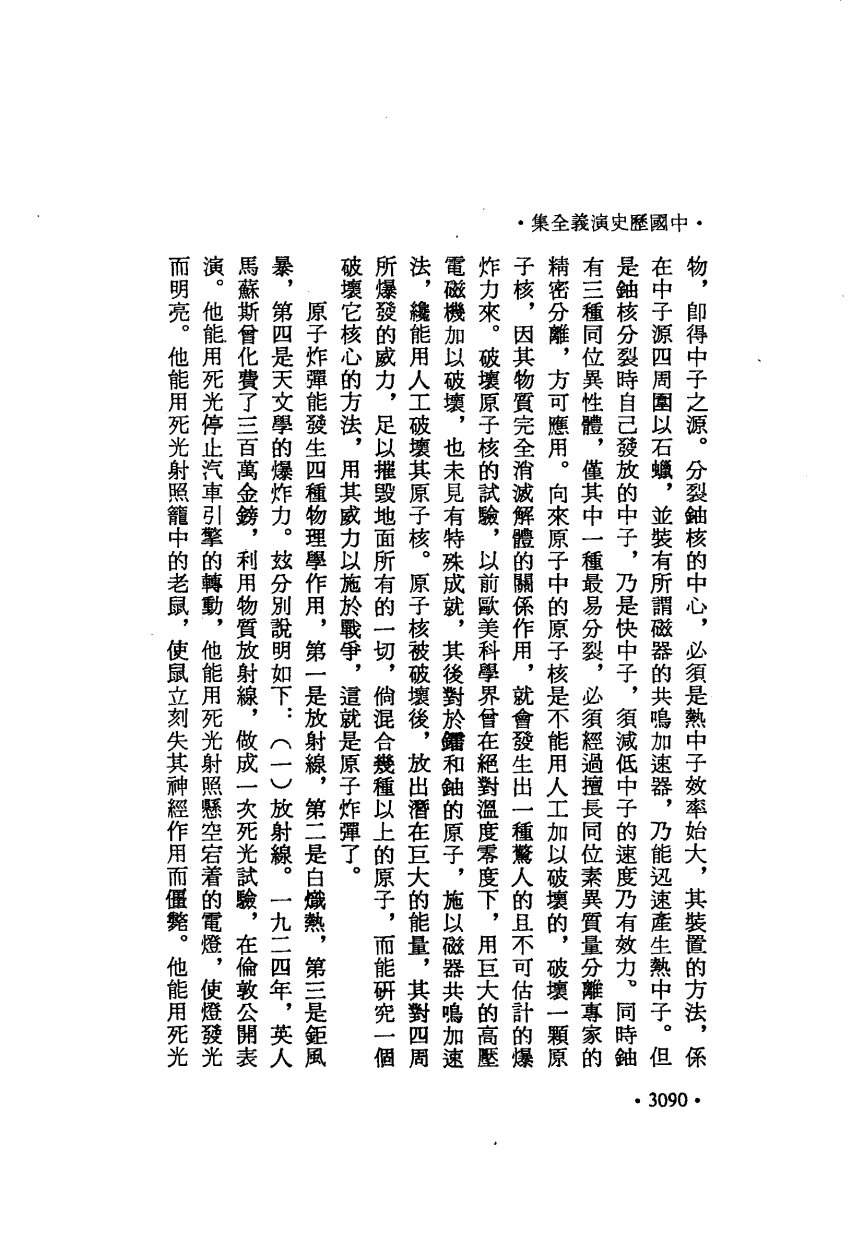 •中國歷史演義全集•
物，卽得中子之源。分裂鈾核的中心，必須是熱中子效率始大，其裝置的方法，係
在中子源四周圍以石蠟，並裝有所謂磁器的共鳴加速器，乃能迅速產生熱中子。但
是鈾核分裂時自己發放的中子，乃是快中子，須減低中子的速度乃有效力。同時鈾
有三種同位異性體，僅其中一種最易分裂，必須經過擅長同位素異質量分離專家的
精密分離，方可應用。向來原子中的原子核是不能用人工加以破壞的，破壞一顆原
子核，因其物質完全消滅解體的關係作用，就會發生出一種驚人的且不可估計的爆
炸力來。破壞原子核的試驗，以前歐美科學界曾在絕對溫度零度下，用巨大的高壓
電磁機加以破壞，也未見有特殊成就，其後對於鐳和鈾的原子，施以磁器共鳴加速
法，纔能用人工破壞其原子核。原子核被破壞後，放出潛在巨大的能量，其對四周
所爆發的威力，足以摧毀地面所有的一切，倘混合幾種以上的原子，而能研究一個
破壞它核心的方法，用其威力以施於戰爭，這就是原子炸彈了。
原子炸彈能發生四種物理學作用，第一是放射線，第二是白熾熱，第三是鉅風
暴，第四是天文學的爆炸力。玆分別說明如下：（一）放射線。一九二四年，英人
馬蘇斯曾化費了三百萬金鎊，利用物質放射線，做成一次死光試驗，在倫敦公開表
演。他能用死光停止汽車引擎的轉動，他能用死光射照懸空宕着的電燈，使燈發光
而明亮。他能用死光射照籠中的老鼠，使鼠立刻失其神經作用而僵斃。他能用死光
•3090•